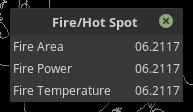 Fire/Hot Spot
Fire Area 06.2117
Fire Power 06.2117
Fire Temperature 06.2117